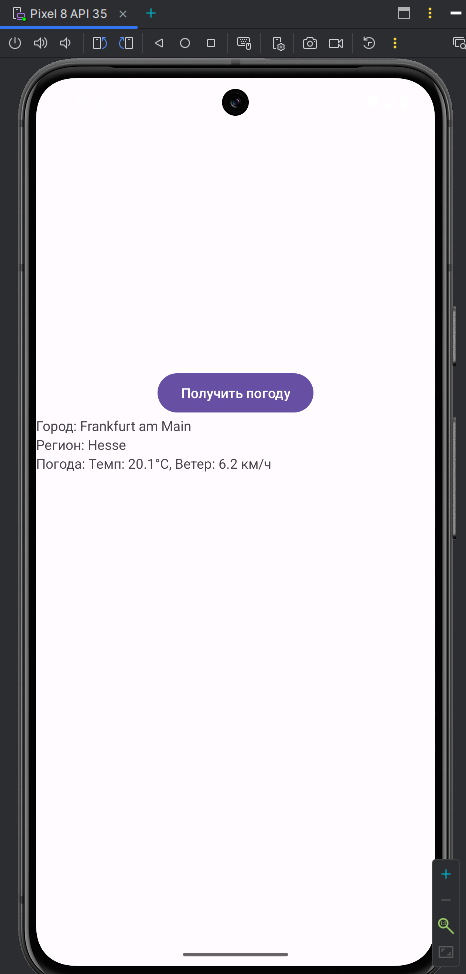 Pixel 8 API 35
Получить погоду
Город: Frankfurt am Main
Регион: Hesse
Погода: Темп: 20.1°C, Ветер: 6.2 км/ч